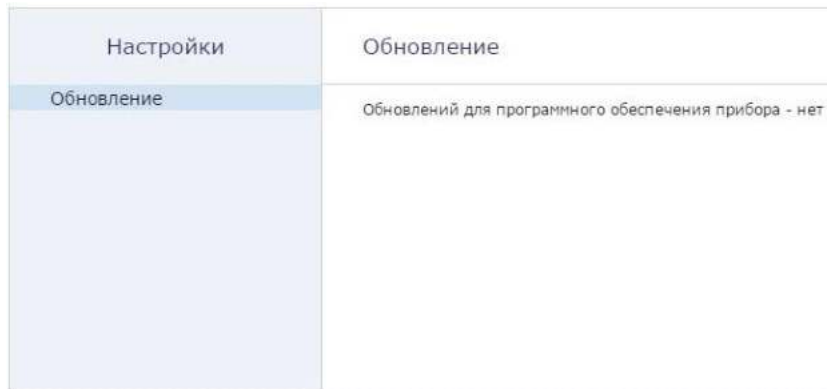 Настройки
Обновление
Обновление
Обновлений для программного обеспечения прибора - нет